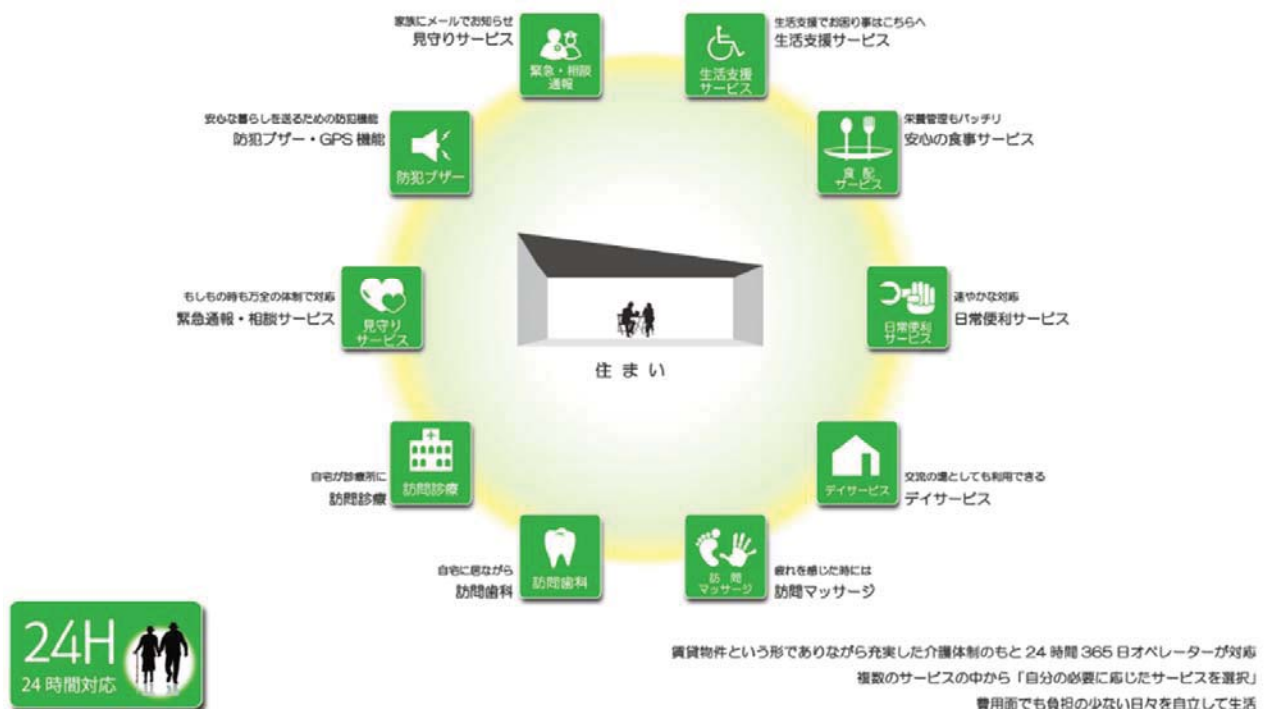 家族にメールでお知らせ
見守りサービス
緊急・相談
通報
生活支援
サービス
生活支援でお困り事はこちらへ
生活支援サービス
安心な暮らしを送るための防犯機能
防犯ブザー・GPS 機能
防犯ブザー
食 配
サービス
栄養管理もバッチリ
安心の食事サービス
もしもの時も万全の体制で対応
緊急通報・相談サービス
見守り
サービス
住まい
日常便利
サービス
速やかな対応
日常便利サービス
自宅が診療所に
訪問診療
訪問診療
デイサービス
交流の場としても利用できる
デイサービス
自宅に居ながら
訪問歯科
訪問歯科
訪 問
マッサージ
疲れを感じた時には
訪問マッサージ
24H
24 時間対応
賃貸物件という形でありながら充実した介護体制のもと 24 時間 365 日オペレーターが対応
複数のサービスの中から「自分の必要に応じたサービスを選択」
費用面でも負担の少ない日々を自立して生活